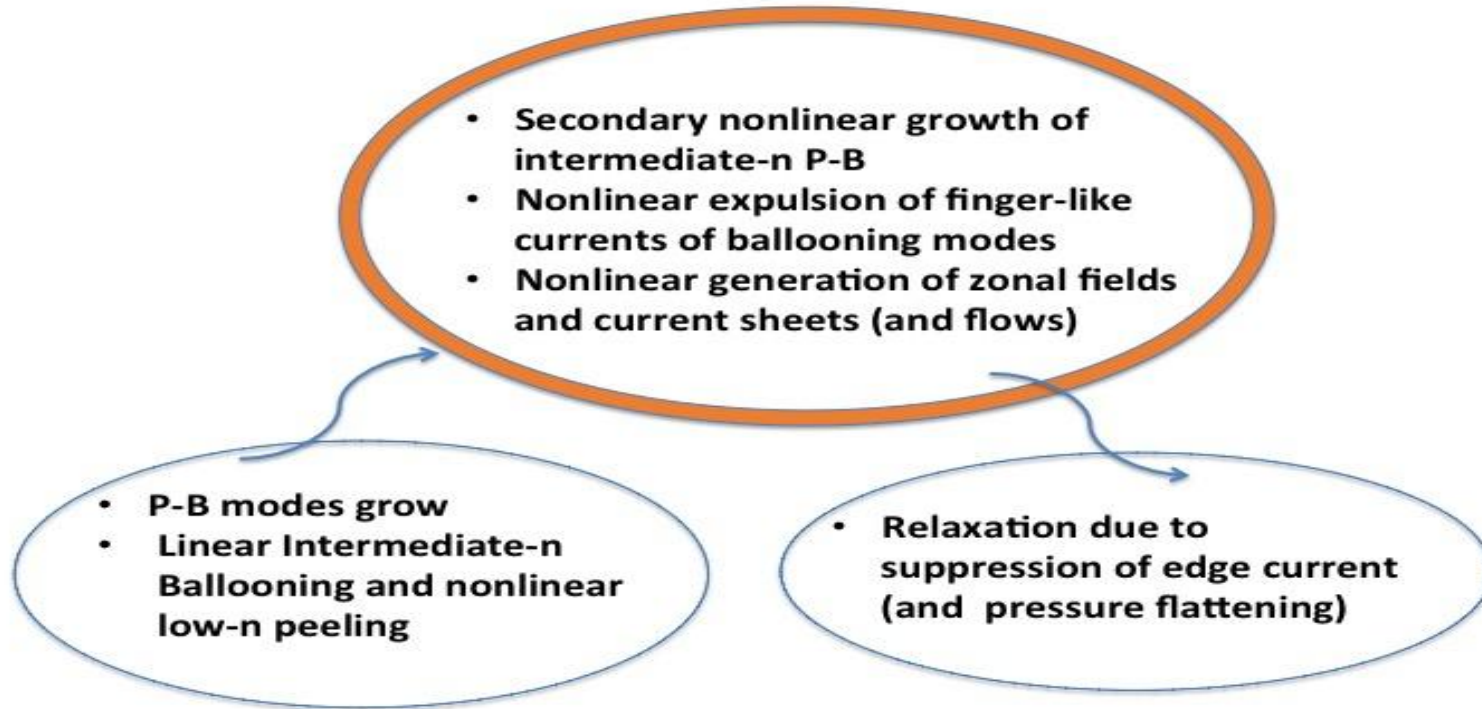 • Secondary nonlinear growth of
intermediate-n P-B
• Nonlinear expulsion of finger-like
currents of ballooning modes
• Nonlinear generation of zonal fields
and current sheets (and flows)
• P-B modes grow
• Linear Intermediate-n
Ballooning and nonlinear
low-n peeling
• Relaxation due to
suppression of edge current
(and pressure flattening)